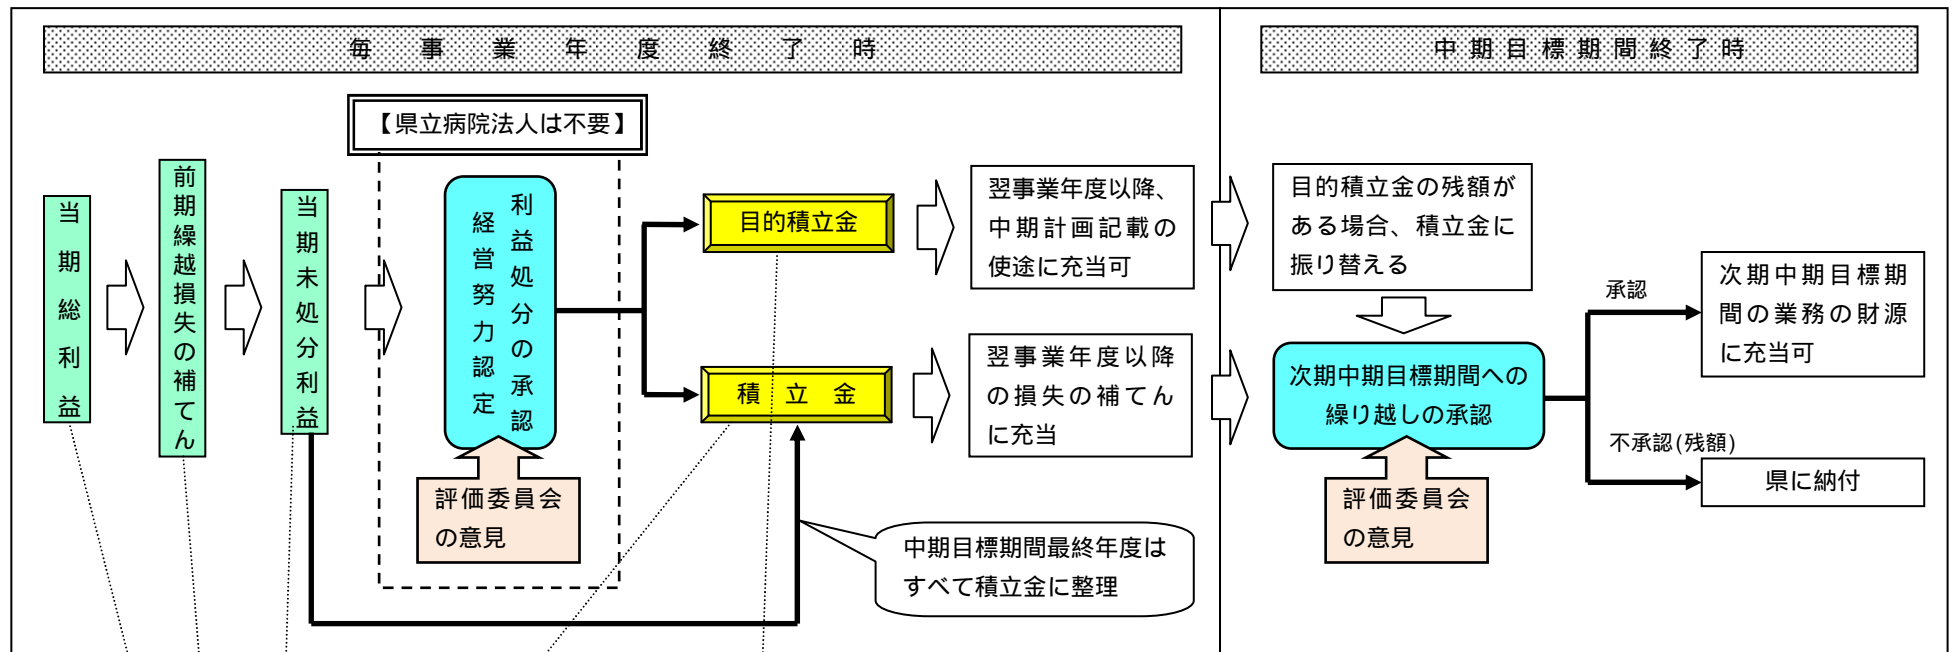 毎事業年度終了時
中期目標期間終了時
【県立病院法人は不要】
当期総利益
前期繰越損失の補てん
当期未処分利益
利益処分の承認
経営努力認定
評価委員会
の意見
目的積立金
積立金
翌事業年度以降、
中期計画記載の
使途に充当可
翌事業年度以降
の損失の補てん
に充当
中期目標期間最終年度は
すべて積立金に整理
目的積立金の残額が
ある場合、積立金に
振り替える
次期中期目標期間への
繰り越しの承認
評価委員会
の意見
承認
次期中期目標期
間の業務の財源
に充当可
不承認(残額)
県に納付